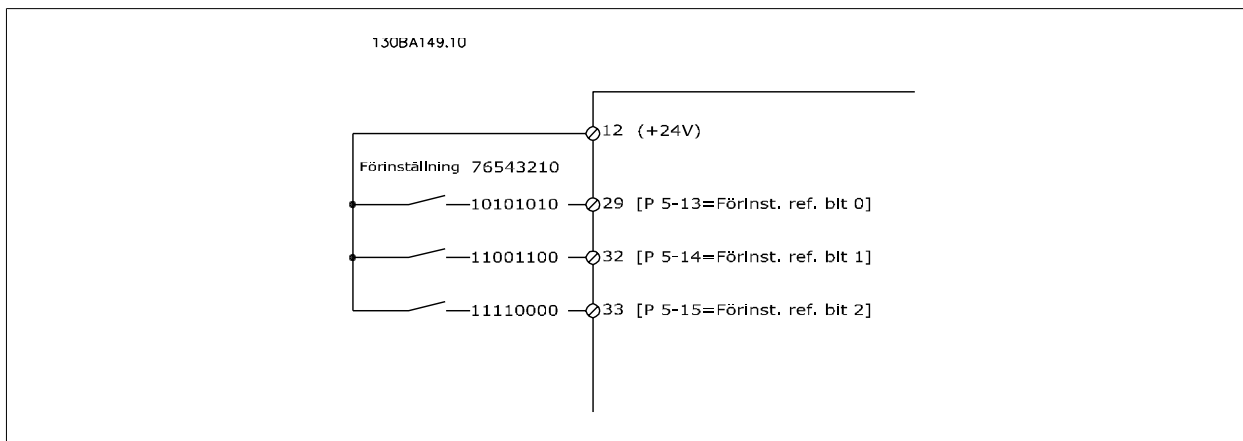 130BA149.10
12 (+24V)
Förinställning 76543210
10101010 29 [P 5-13=Förinst. ref. bit 0]
11001100 32 [P 5-14=Förinst. ref. bit 1]
11110000 33 [P 5-15=Förinst. ref. bit 2]